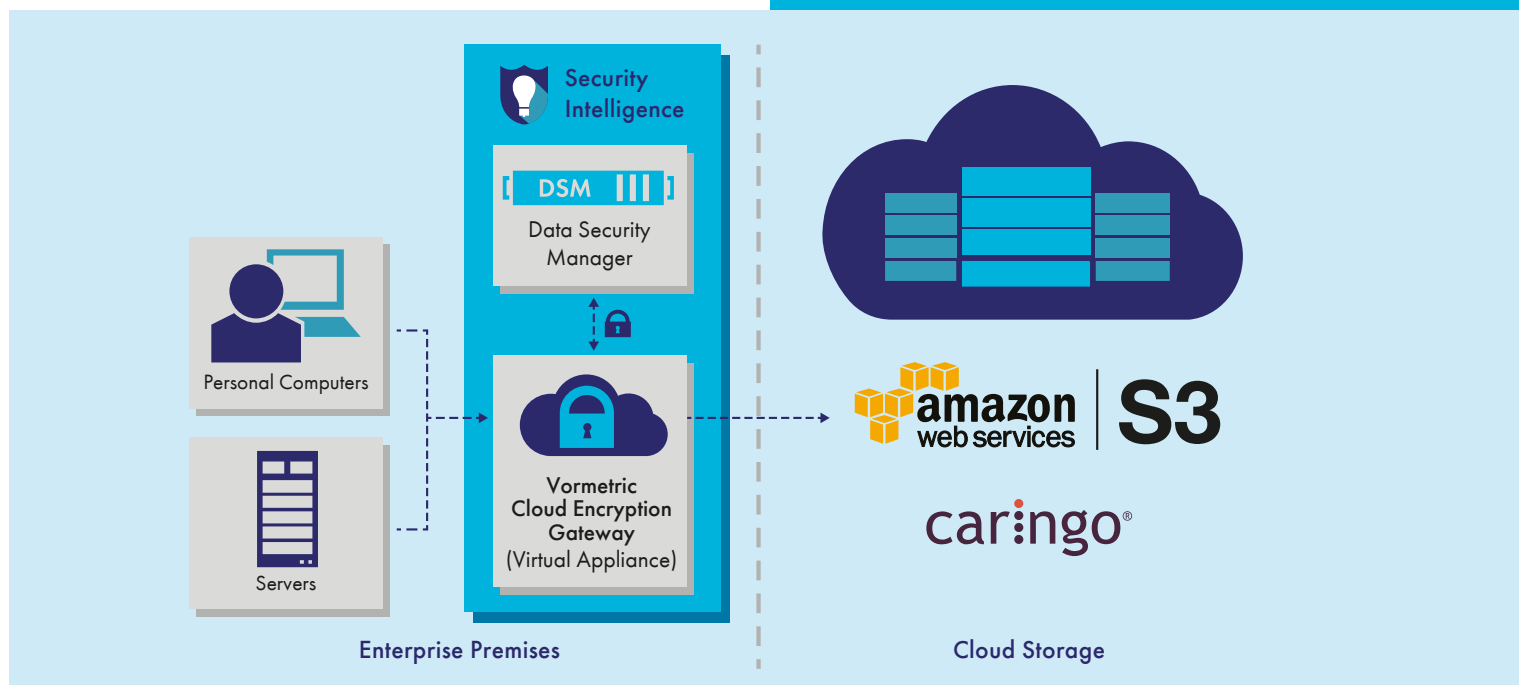 Security
Intelligence
DSM
Data Security
Manager
Personal Computers
Servers
Vormetric
Cloud Encryption
Gateway
(Virtual Appliance)
Enterprise Premises
amazon
web services
S3
caringo®
Cloud Storage